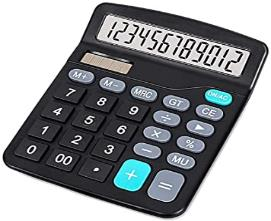 123456789012
M+ M- MRC GT ON/AC
7 8 9 ÷ ▶ CE
4 5 6 × %
1 2 3 + − √
0 00 • = MU